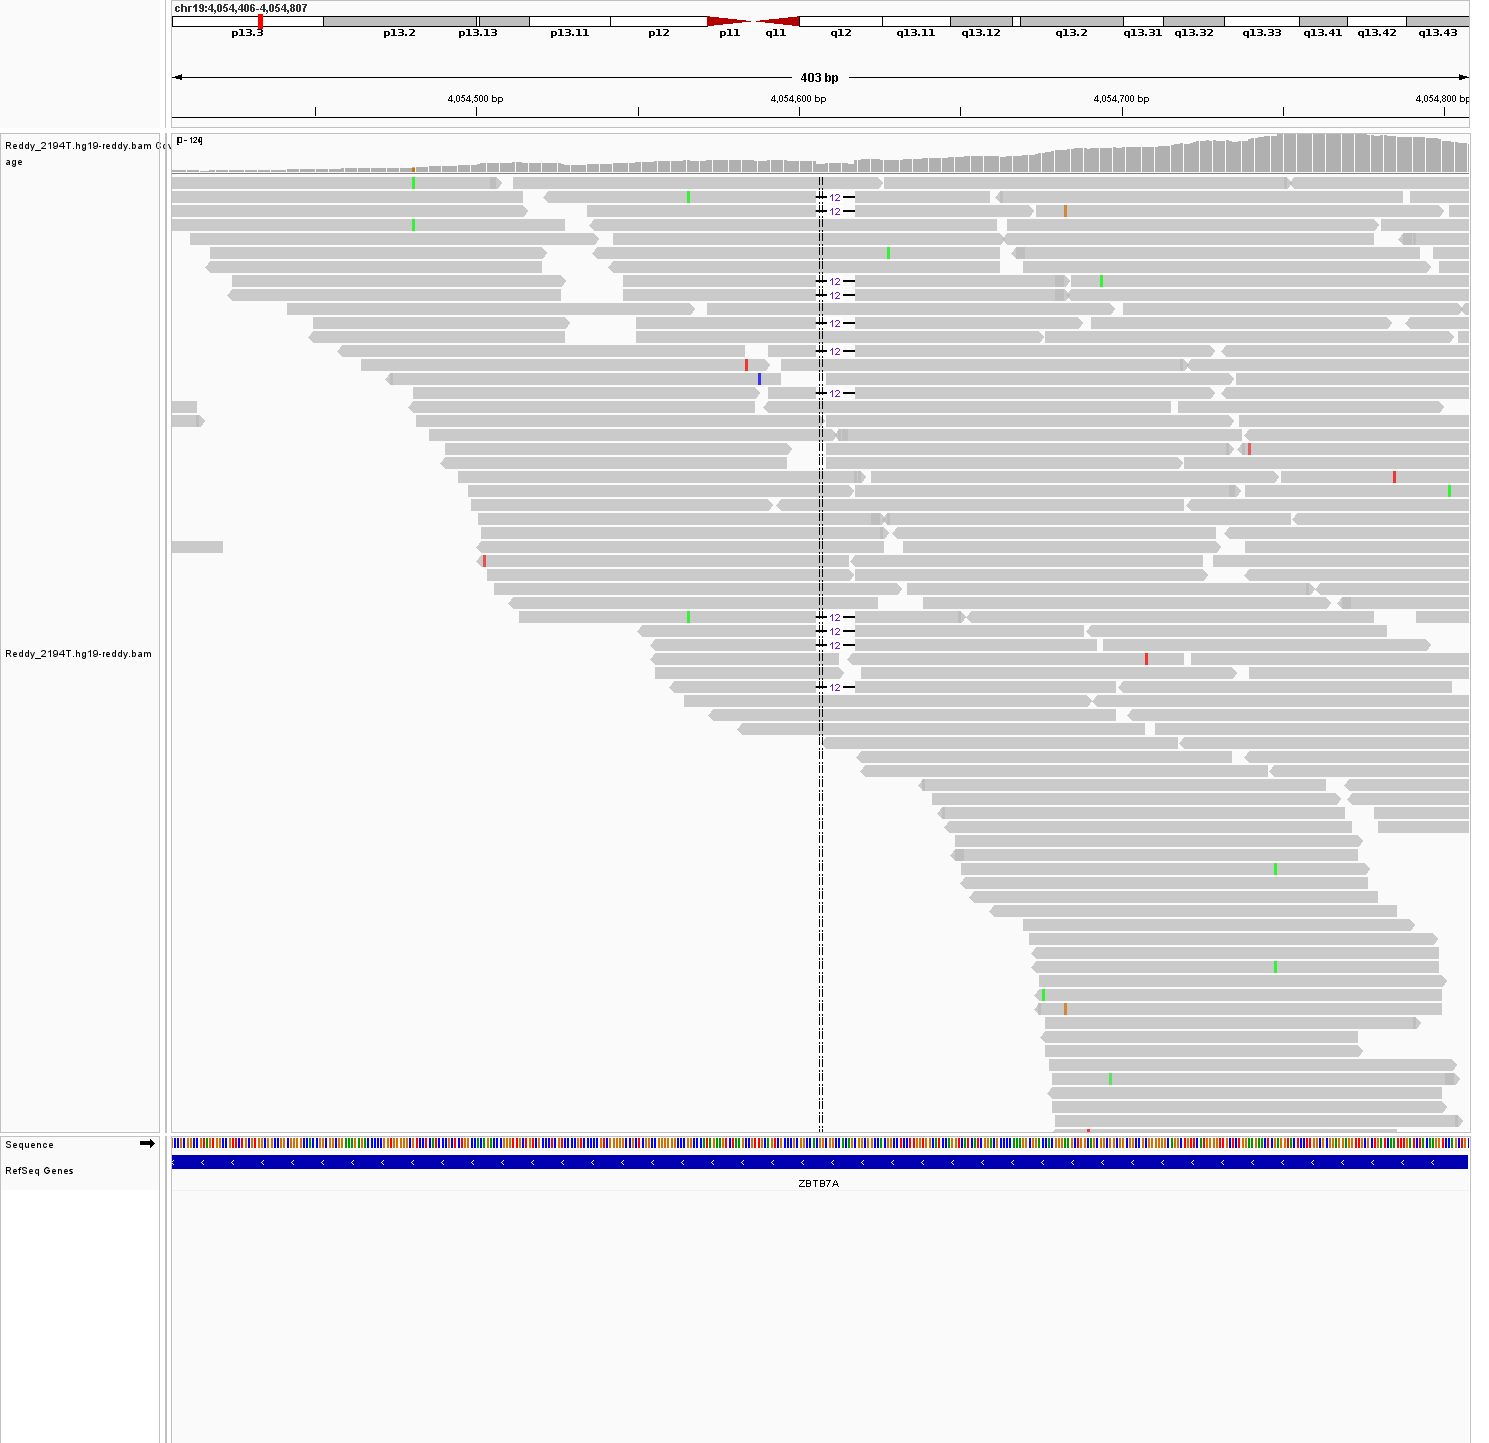 chr19:4,054,406-4,054,807
p13.3 p13.2 p13.13 p13.11 p12 p11 q11 q12 q13.11 q13.12 q13.2 q13.31 q13.32 q13.33 q13.41 q13.42 q13.43
403 bp
4,054,500 bp 4,054,600 bp 4,054,700 bp 4,054,800 bp
[0 - 124]
Reddy_2194T.hg19-reddy.bam Cov
age
12
12
12
12
12
12
12
12
12
12
12
Reddy_2194T.hg19-reddy.bam
Sequence
RefSeq Genes
ZBTB7A